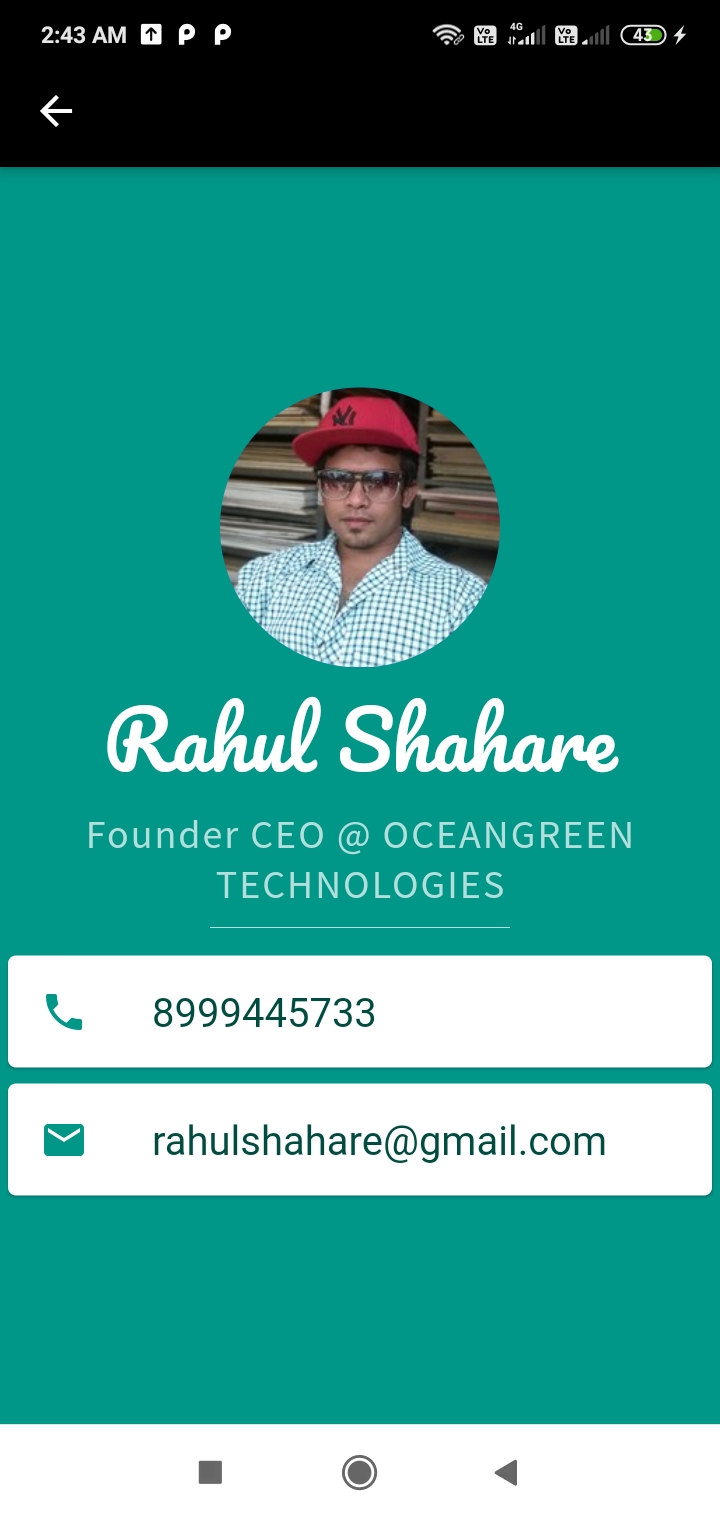 2:43 AM
Vo LTE 4G Vo LTE 43
Rahul Shahare
Founder CEO @ OCEANGREEN
TECHNOLOGIES
8999445733
rahulshahare@gmail.com